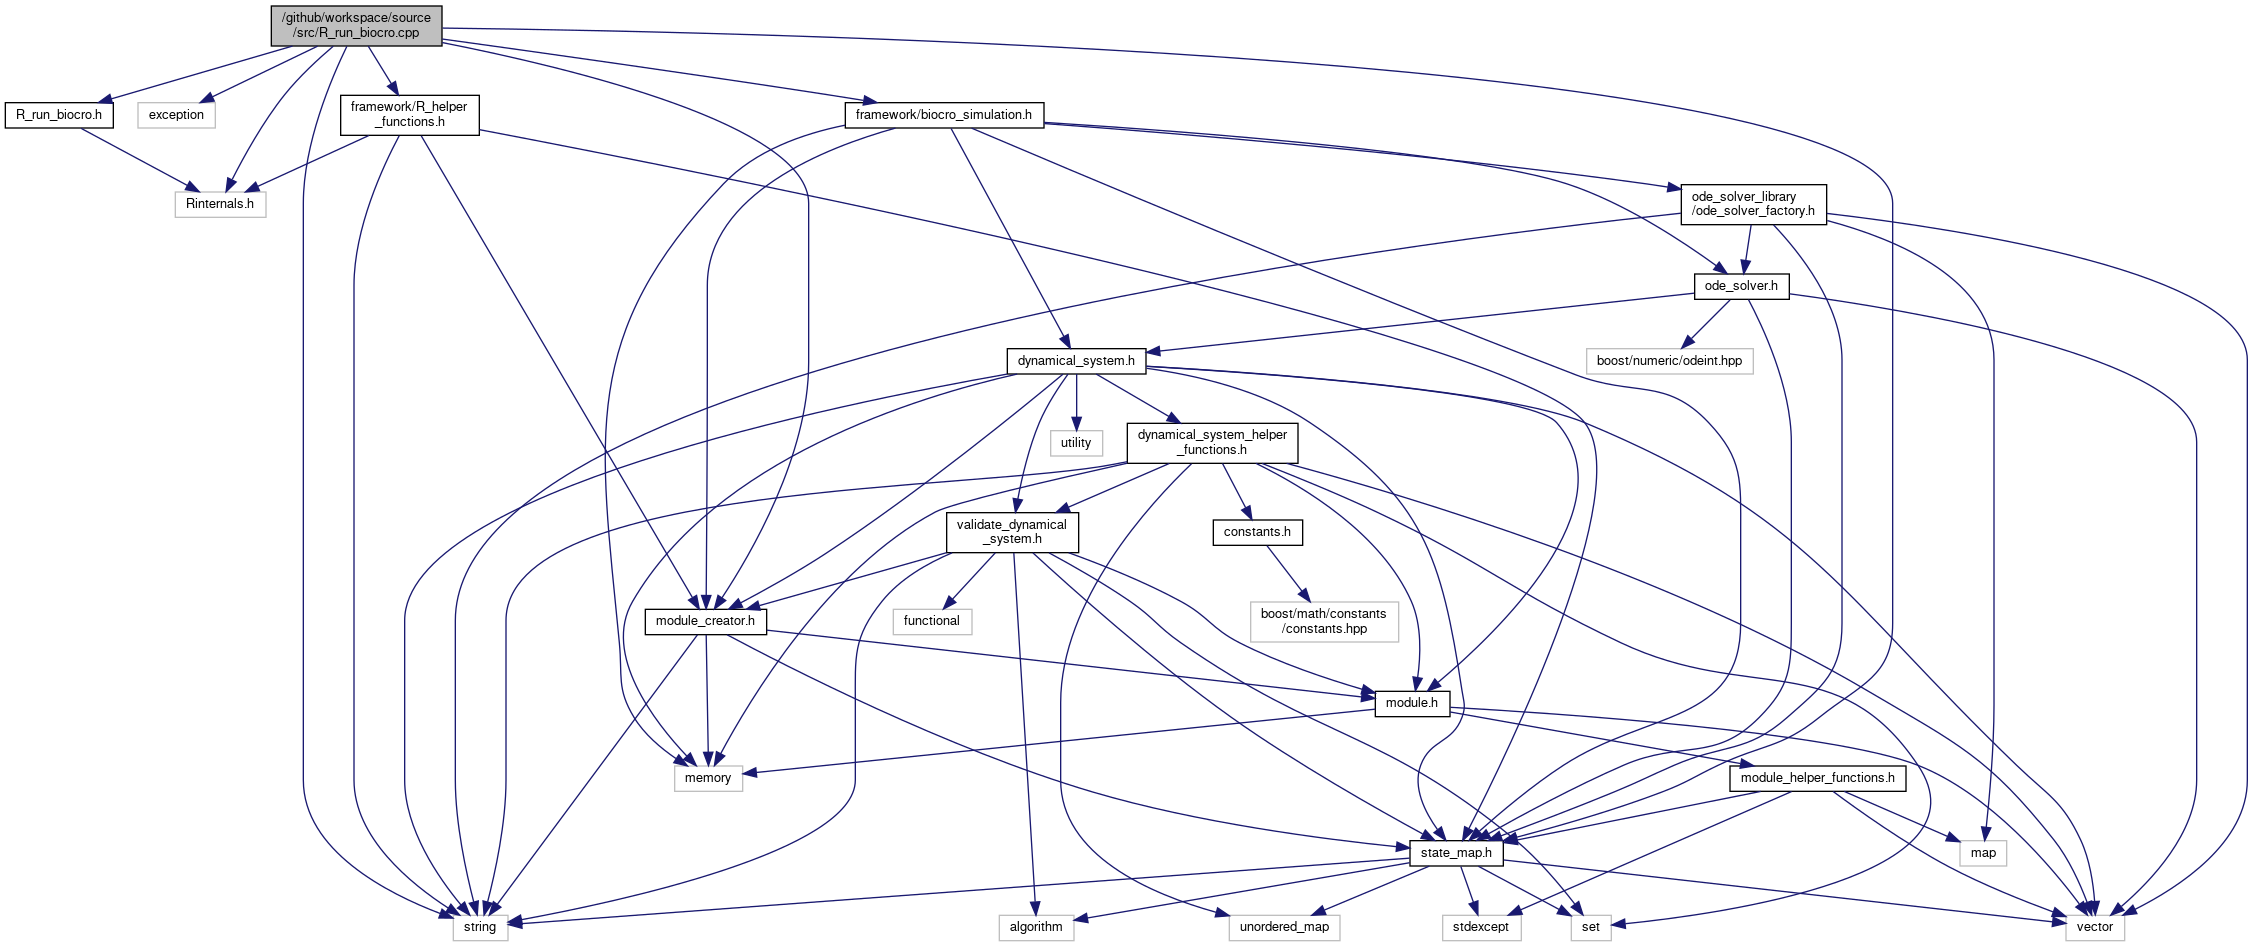 /github/workspace/source
/src/R_run_biocro.cpp
R_run_biocro.h
exception
framework/R_helper
_functions.h
framework/biocro_simulation.h
Rinternals.h
ode_solver_library
/ode_solver_factory.h
ode_solver.h
dynamical_system.h
boost/numeric/odeint.hpp
utility
dynamical_system_helper
_functions.h
validate_dynamical
_system.h
constants.h
module_creator.h
functional
boost/math/constants
/constants.hpp
module.h
memory
module_helper_functions.h
state_map.h
map
string
algorithm
unordered_map
stdexcept
set
vector